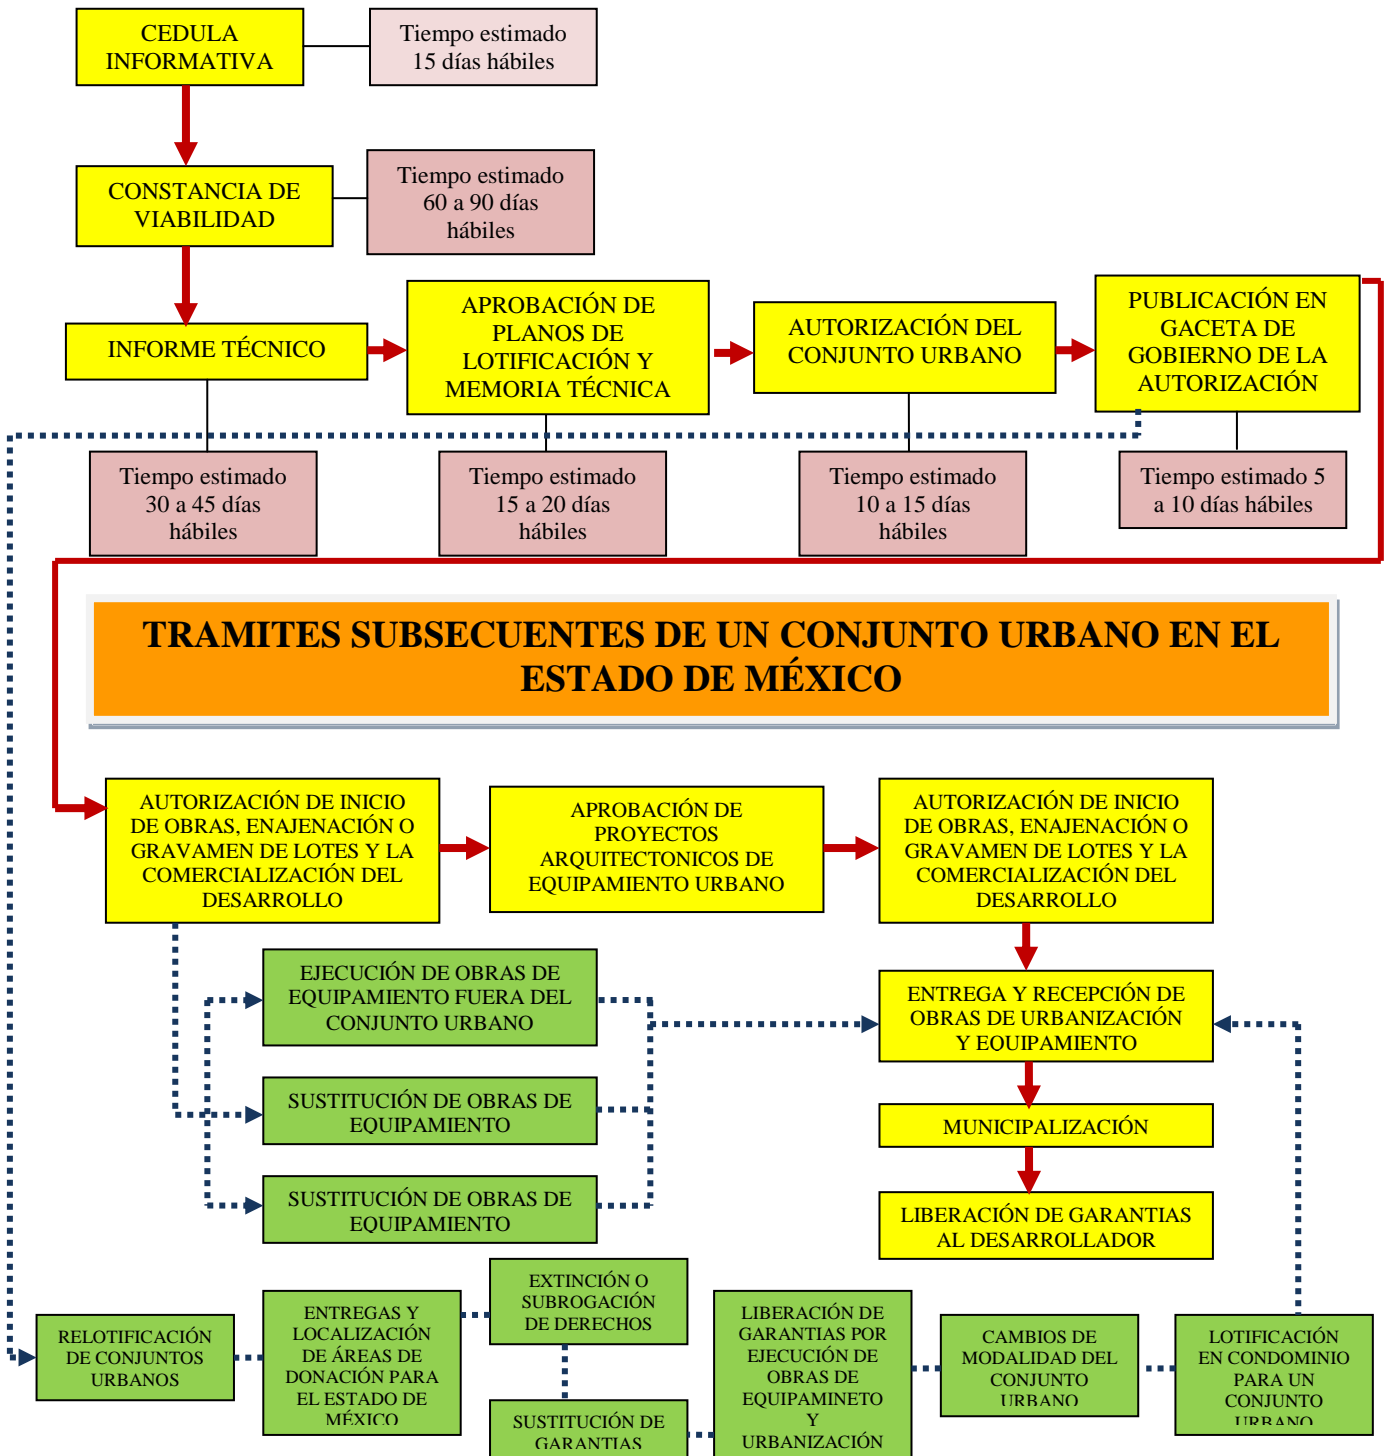 CEDULA
INFORMATIVA
Tiempo estimado
15 días hábiles
CONSTANCIA DE
VIABILIDAD
Tiempo estimado
60 a 90 días
hábiles
INFORME TÉCNICO
APROBACIÓN DE
PLANOS DE
LOTIFICACIÓN Y
MEMORIA TÉCNICA
AUTORIZACIÓN DEL
CONJUNTO URBANO
PUBLICACIÓN EN
GACETA DE
GOBIERNO DE LA
AUTORIZACIÓN
Tiempo estimado
30 a 45 días
hábiles
Tiempo estimado
15 a 20 días
hábiles
Tiempo estimado
10 a 15 días
hábiles
Tiempo estimado 5
a 10 días hábiles
TRAMITES SUBSECUENTES DE UN CONJUNTO URBANO EN EL
ESTADO DE MÉXICO
AUTORIZACIÓN DE INICIO
DE OBRAS, ENAJENACIÓN O
GRAVAMEN DE LOTES Y LA
COMERCIALIZACIÓN DEL
DESARROLLO
APROBACIÓN DE
PROYECTOS
ARQUITECTONICOS DE
EQUIPAMIENTO URBANO
AUTORIZACIÓN DE INICIO
DE OBRAS, ENAJENACIÓN O
GRAVAMEN DE LOTES Y LA
COMERCIALIZACIÓN DEL
DESARROLLO
EJECUCIÓN DE OBRAS DE
EQUIPAMIENTO FUERA DEL
CONJUNTO URBANO
ENTREGA Y RECEPCIÓN DE
OBRAS DE URBANIZACIÓN
Y EQUIPAMIENTO
SUSTITUCIÓN DE OBRAS DE
EQUIPAMIENTO
MUNICIPALIZACIÓN
SUSTITUCIÓN DE OBRAS DE
EQUIPAMIENTO
LIBERACIÓN DE GARANTIAS
AL DESARROLLADOR
RELOTIFICACIÓN
DE CONJUNTOS
URBANOS
ENTREGAS Y
LOCALIZACIÓN
DE ÁREAS DE
DONACIÓN PARA
EL ESTADO DE
MÉXICO
EXTINCIÓN O
SUBROGACIÓN
DE DERECHOS
SUSTITUCIÓN DE
GARANTIAS
LIBERACIÓN DE
GARANTIAS POR
EJECUCIÓN DE
OBRAS DE
EQUIPAMINETO
Y
URBANIZACIÓN
CAMBIOS DE
MODALIDAD DEL
CONJUNTO
URBANO
LOTIFICACIÓN
EN CONDOMINIO
PARA UN
CONJUNTO
URBANO